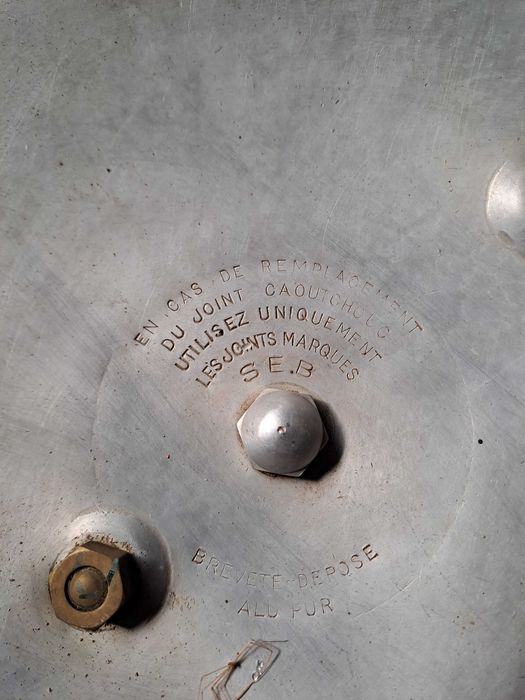 EN CAS DE REMPLACEMENT
DU JOINT CAOUTCHOUC
UTILISEZ UNIQUEMENT
LES JOINTS MARQUES
S E.B
BREVETE-DEPOSE
ALU PUR